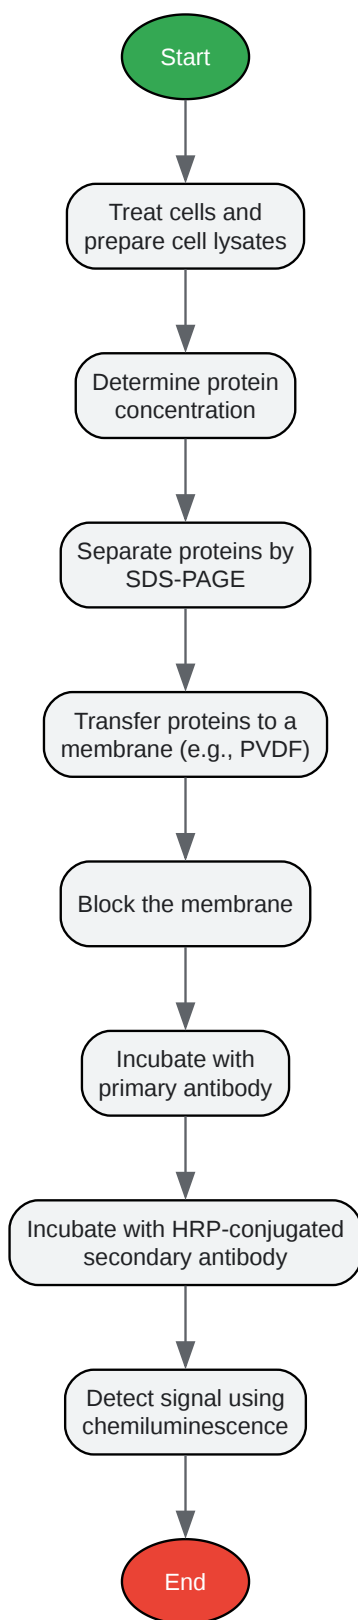 Start
Treat cells and
prepare cell lysates
Determine protein
concentration
Separate proteins by
SDS-PAGE
Transfer proteins to a
membrane (e.g., PVDF)
Block the membrane
Incubate with
primary antibody
Incubate with HRP-conjugated
secondary antibody
Detect signal using
chemiluminescence
End